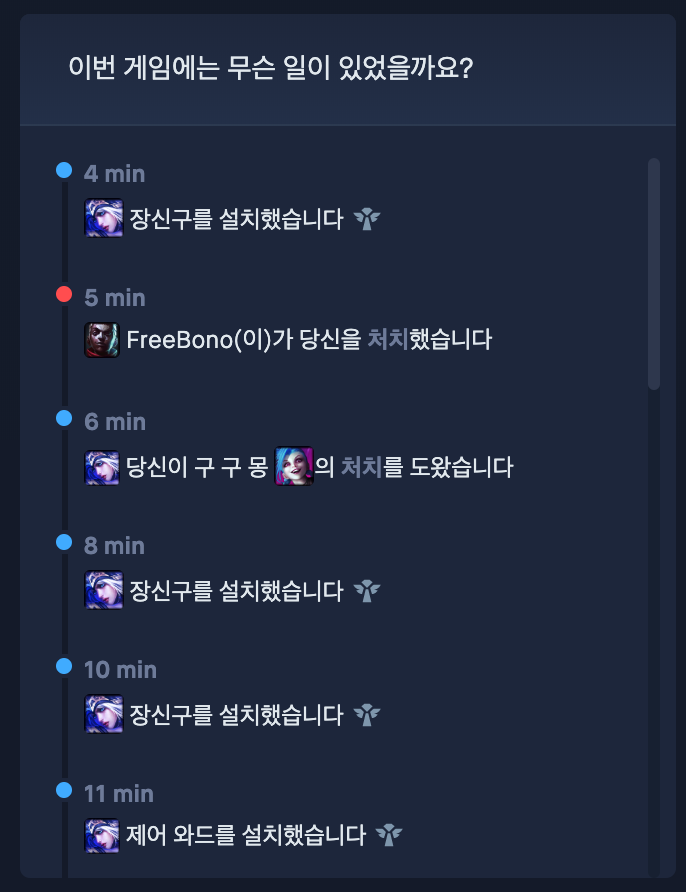 이번 게임에는 무슨 일이 있었을까요?
4 min
장신구를 설치했습니다
5 min
FreeBono(이)가 당신을 처치했습니다
6 min
당신이 구 구 몽 의 처치를 도왔습니다
8 min
장신구를 설치했습니다
10 min
장신구를 설치했습니다
11 min
제어 와드를 설치했습니다